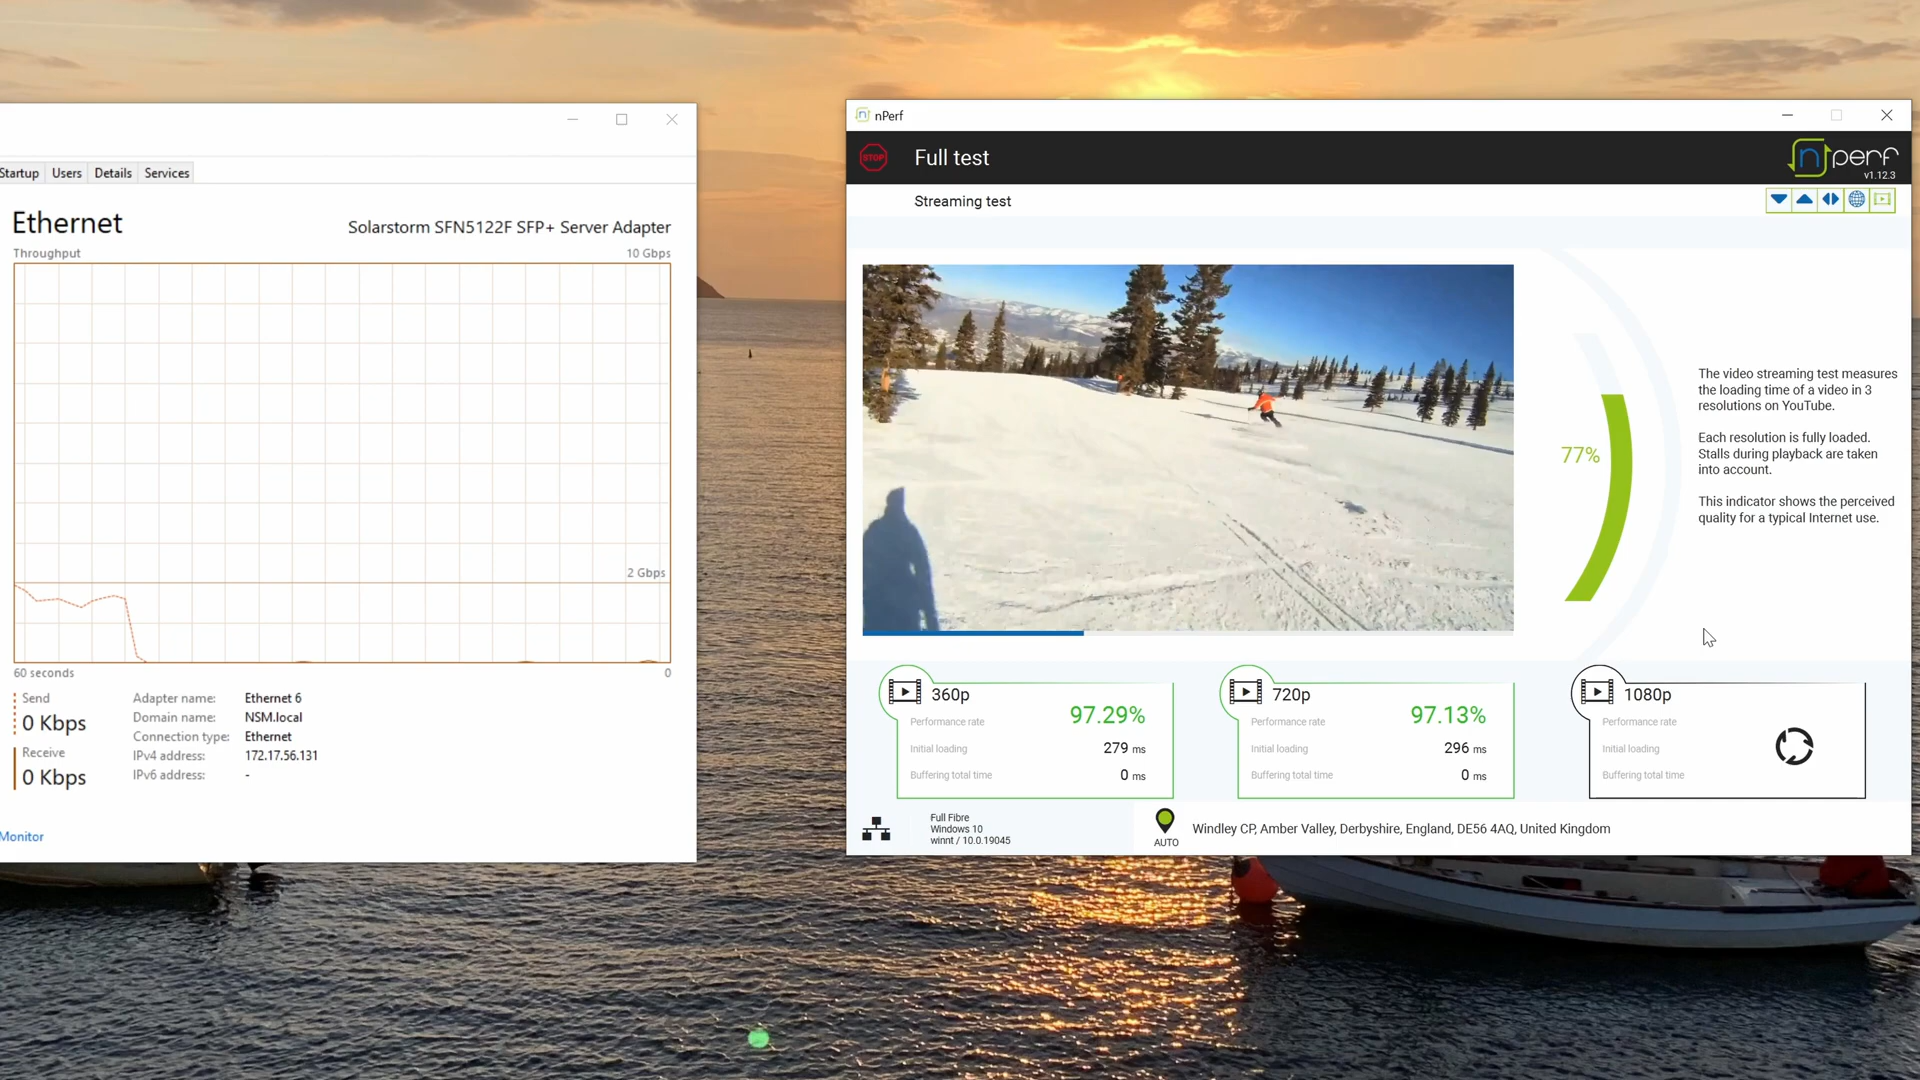 Startup Users Details Services
Ethernet
Solarstorm SFN5122F SFP+ Server Adapter
Throughput
10 Gbps
2 Gbps
60 seconds
0
Send
0 Kbps
Receive
0 Kbps
Adapter name: Ethernet 6
Domain name: NSM.local
Connection type: Ethernet
IPv4 address: 172.17.56.131
IPv6 address: -
Monitor
nPerf
STOP
Full test
nperf
v1.12.3
Streaming test
77%
The video streaming test measures
the loading time of a video in 3
resolutions on YouTube.
Each resolution is fully loaded.
Stalls during playback are taken
into account.
This indicator shows the perceived
quality for a typical Internet use.
360p
Performance rate 97.29%
Initial loading 279 ms
Buffering total time 0 ms
720p
Performance rate 97.13%
Initial loading 296 ms
Buffering total time 0 ms
1080p
Performance rate
Initial loading
Buffering total time
Full Fibre
Windows 10
winnt / 10.0.19045
AUTO
Windley CP, Amber Valley, Derbyshire, England, DE56 4AQ, United Kingdom